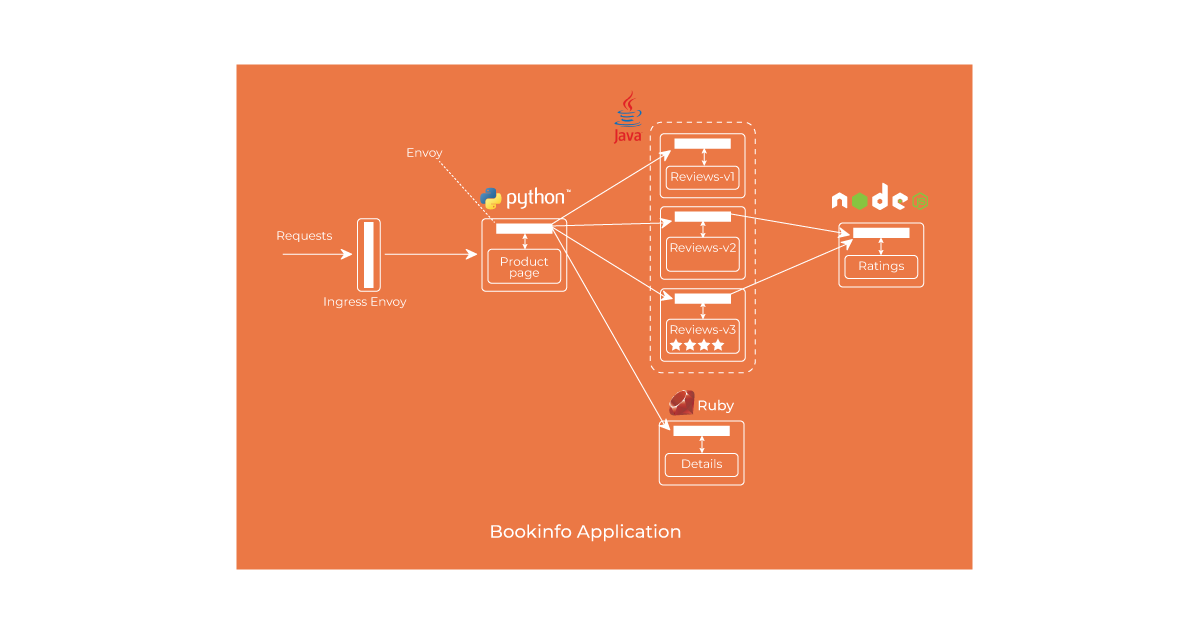 Java
Envoy
python™
Reviews-v1
node
JS
Requests
Reviews-v2
Product
page
Ratings
Ingress Envoy
Reviews-v3
Ruby
Details
Bookinfo Application